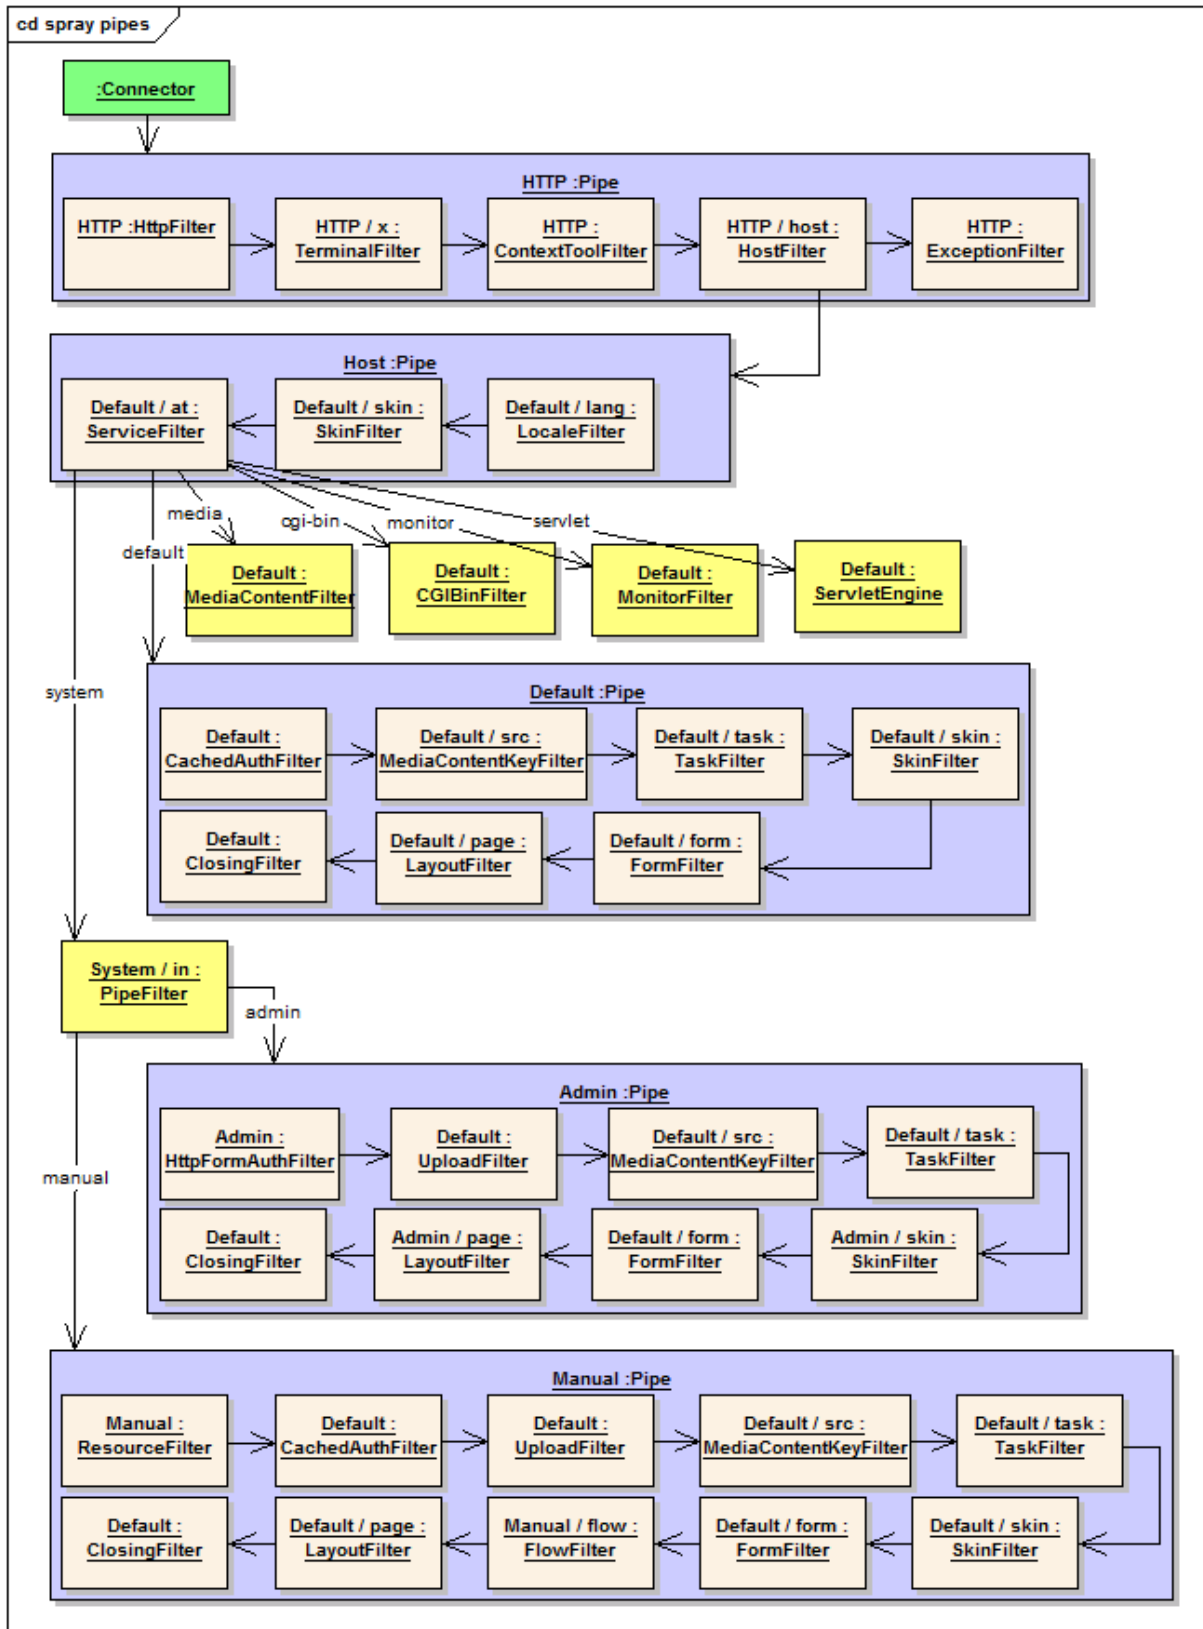 cd spray pipes
:Connector
HTTP :Pipe
HTTP :HttpFilter
HTTP / x :
TerminalFilter
HTTP :
ContextToolFilter
HTTP / host :
HostFilter
HTTP :
ExceptionFilter
Host :Pipe
Default / at :
ServiceFilter
Default / skin :
SkinFilter
Default / lang :
LocaleFilter
media
cgi-bin
monitor
servlet
default
Default :
MediaContentFilter
Default :
CGIBinFilter
Default :
MonitorFilter
Default :
ServletEngine
system
Default :Pipe
Default :
CachedAuthFilter
Default / src :
MediaContentKeyFilter
Default / task :
TaskFilter
Default / skin :
SkinFilter
Default :
ClosingFilter
Default / page :
LayoutFilter
Default / form :
FormFilter
System / in :
PipeFilter
admin
Admin :Pipe
Admin :
HttpFormAuthFilter
Default :
UploadFilter
Default / src :
MediaContentKeyFilter
Default / task :
TaskFilter
manual
Default :
ClosingFilter
Admin / page :
LayoutFilter
Default / form :
FormFilter
Admin / skin :
SkinFilter
Manual :Pipe
Manual :
ResourceFilter
Default :
CachedAuthFilter
Default :
UploadFilter
Default / src :
MediaContentKeyFilter
Default / task :
TaskFilter
Default :
ClosingFilter
Default / page :
LayoutFilter
Manual / flow :
FlowFilter
Default / form :
FormFilter
Default / skin :
SkinFilter